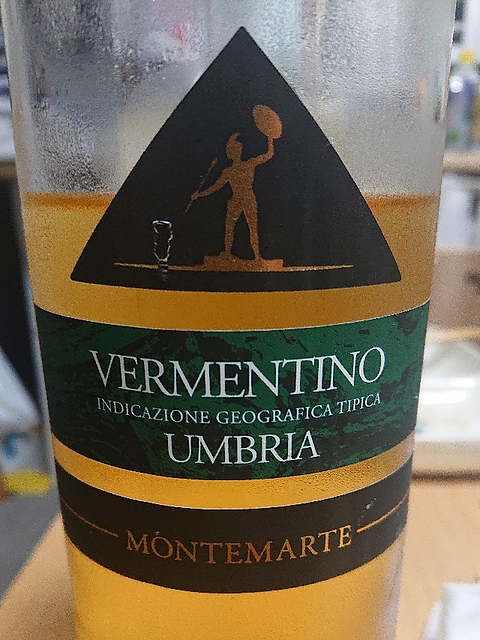 VERMENTINO
INDICAZIONE GEOGRAFICA TIPICA
UMBRIA
MONTEMARTE